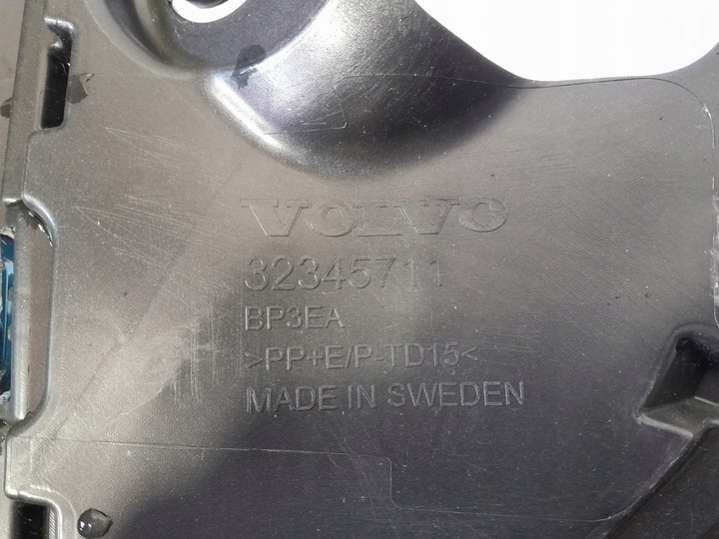 VOLVO
32345711
BP3EA
>PP+E/P-TD15<
MADE IN SWEDEN